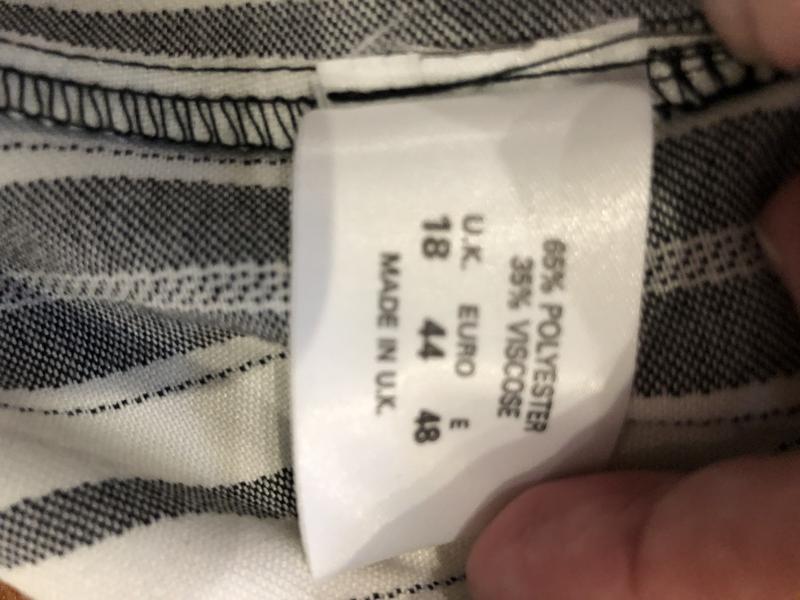 65% POLYESTER
35% VISCOSE
U.K. EURO E
18 44 48
MADE IN U.K.